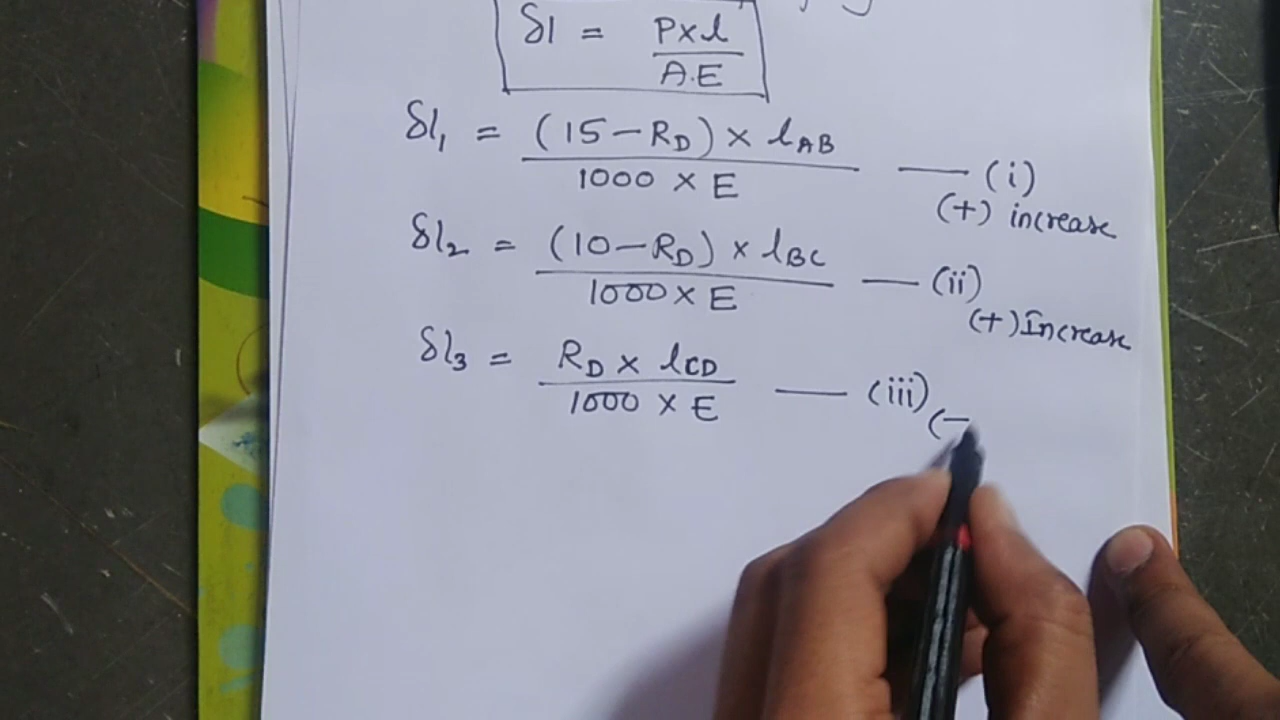 δl = P×l / A.E
δl₁ = (15-R_D) × l_AB / 1000 × E — (i)
(+) increase
δl₂ = (10-R_D) × l_BC / 1000 × E — (ii)
(+) Increase
δl₃ = R_D × l_CD / 1000 × E — (iii)
(-